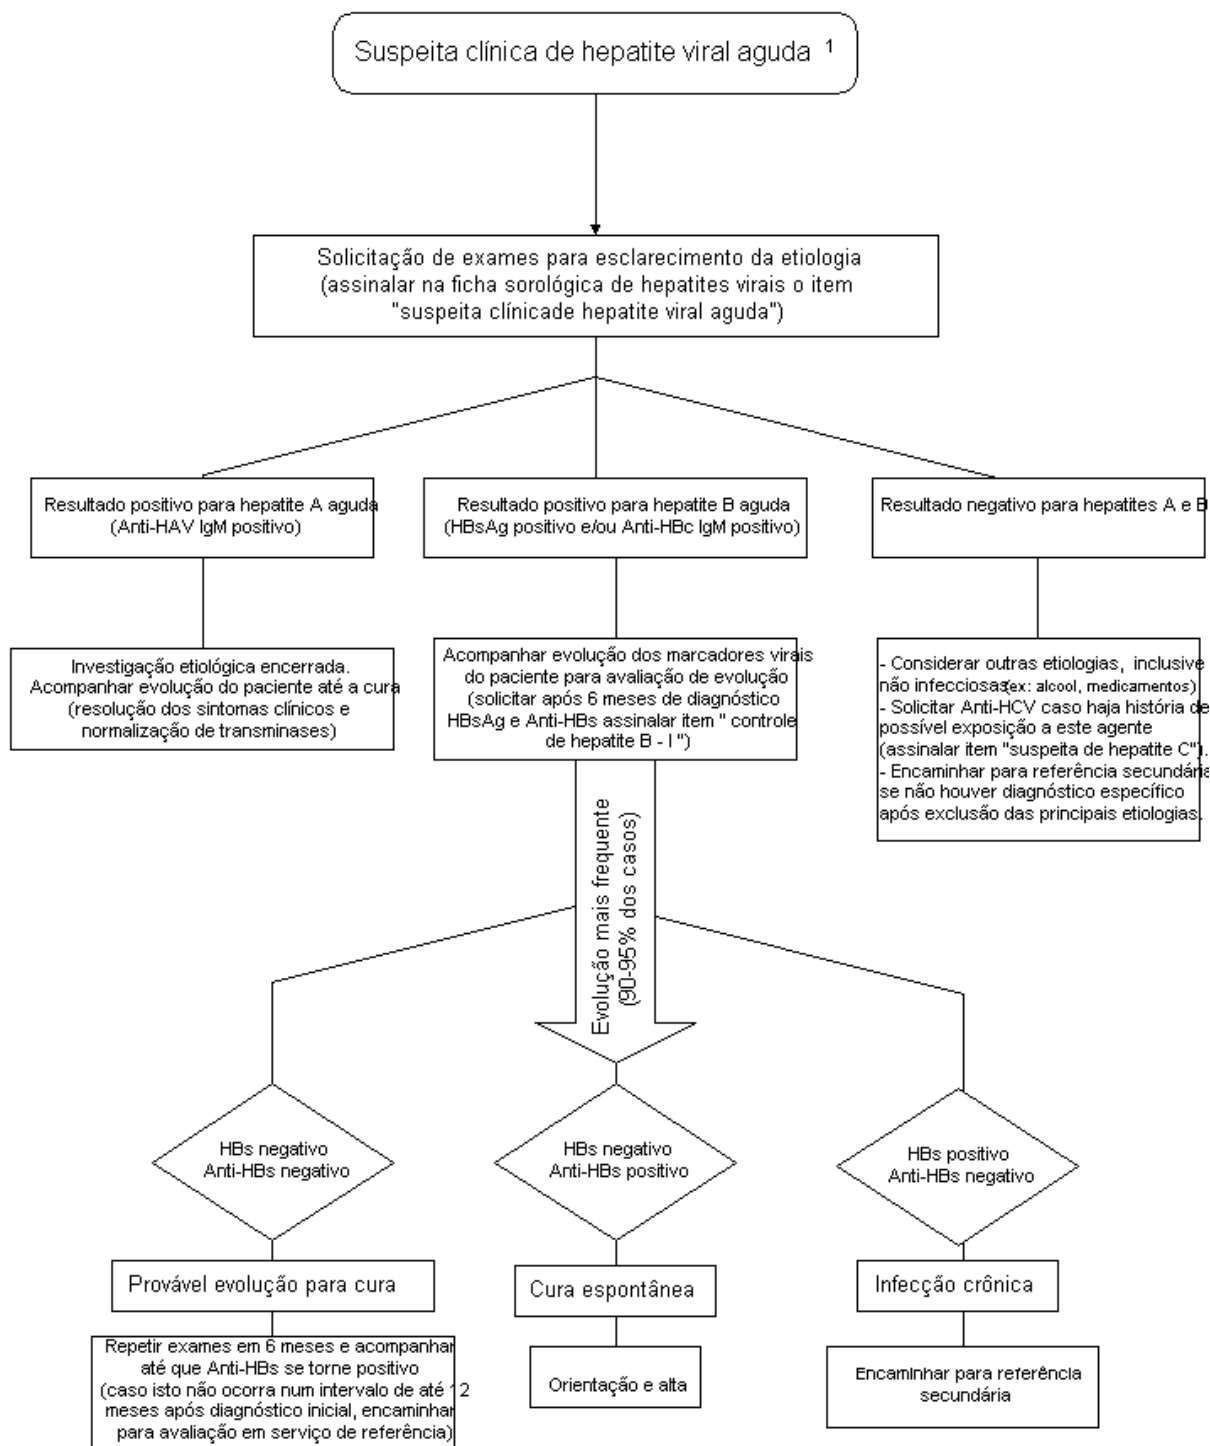 Suspeita clínica de hepatite viral aguda 1
Solicitação de exames para esclarecimento da etiologia
(assinalar na ficha sorológica de hepatites virais o item
"suspeita clínicade hepatite viral aguda")
Resultado positivo para hepatite A aguda
(Anti-HAV IgM positivo)
Resultado positivo para hepatite B aguda
(HBsAg positivo e/ou Anti-HBc IgM positivo)
Resultado negativo para hepatites A e B
Investigação etiológica encerrada.
Acompanhar evolução do paciente até a cura
(resolução dos sintomas clínicos e
normalização de transminases)
Acompanhar evolução dos marcadores virais
do paciente para avaliação de evolução
(solicitar após 6 meses de diagnóstico
HBsAg e Anti-HBs assinalar item " controle
de hepatite B - I ")
- Considerar outras etiologias, inclusive
não infecciosas(ex: alcool, medicamentos)
- Solicitar Anti-HCV caso haja história de
possível exposição a este agente
(assinalar item "suspeita de hepatite C").
- Encaminhar para referência secundária
se não houver diagnóstico específico
após exclusão das principais etiologias.
Evolução mais frequente
(90-95% dos casos)
HBs negativo
Anti-HBs negativo
HBs negativo
Anti-HBs positivo
HBs positivo
Anti-HBs negativo
Provável evolução para cura
Cura espontânea
Infecção crônica
Repetir exames em 6 meses e acompanhar
até que Anti-HBs se torne positivo
(caso isto não ocorra num intervalo de até 12
meses após diagnóstico inicial, encaminhar
para avaliação em serviço de referência)
Orientação e alta
Encaminhar para referência
secundária